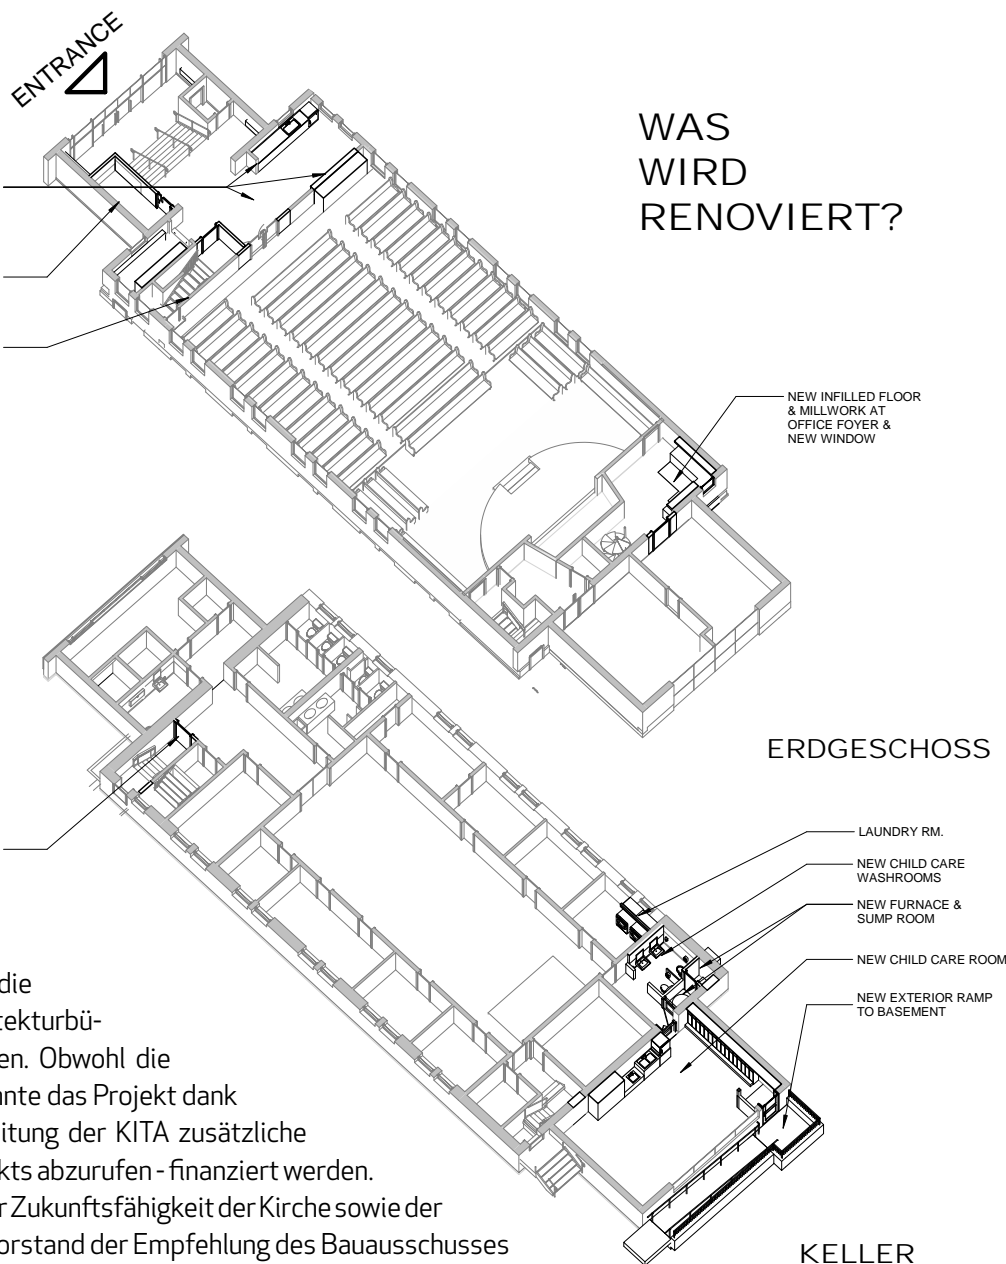 ENTRANCE
WAS
WIRD
RENOVIERT?
NEW INFILLED FLOOR
& MILLWORK AT
OFFICE FOYER &
NEW WINDOW
ERDGESCHOSS
LAUNDRY RM.
NEW CHILD CARE
WASHROOMS
NEW FURNACE &
SUMP ROOM
NEW CHILD CARE ROOM
NEW EXTERIOR RAMP
TO BASEMENT
KELLER
die
tekturbü-
en. Obwohl die
nnte das Projekt dank
eitung der KITA zusätzliche
kts abzurufen - finanziert werden.
r Zukunftsfähigkeit der Kirche sowie der
orstand der Empfehlung des Bauausschusses